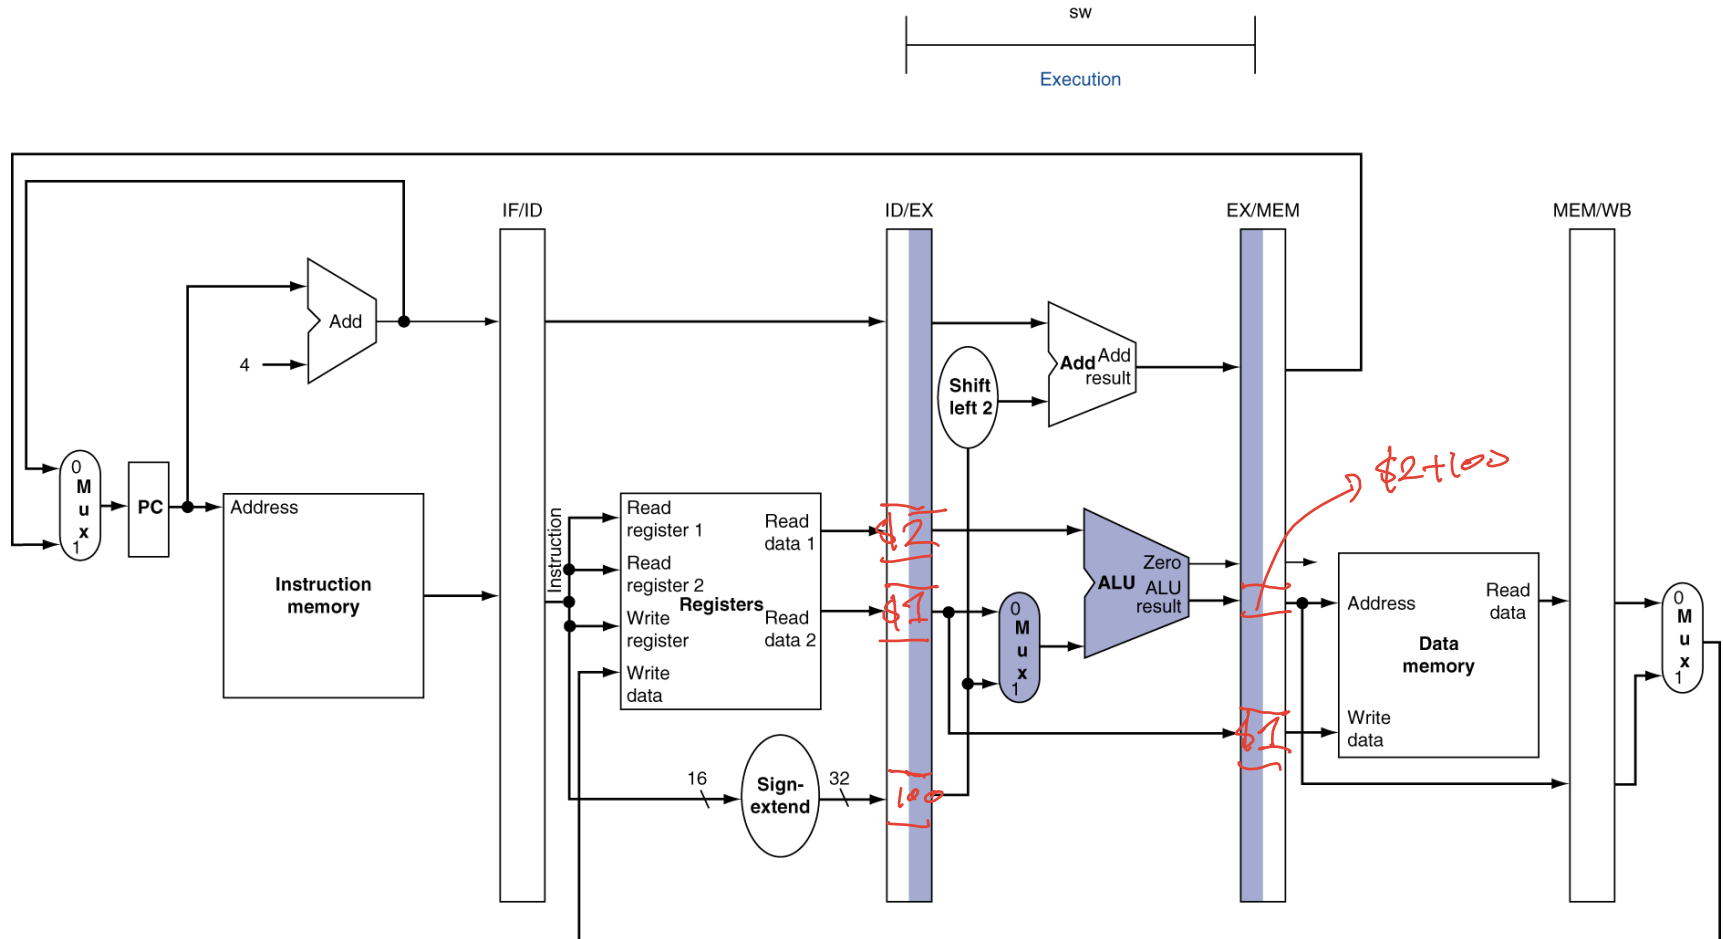 sw
Execution
IF/ID
ID/EX
EX/MEM
MEM/WB
Add
4
Add Add
result
Shift
left 2
$2+100
0
M
u
x
1
PC
Address
Instruction
memory
Instruction
Read
register 1
Read
register 2
Write
register
Write
data
Registers
Read
data 1
Read
data 2
$2
$1
0
M
u
x
1
ALU
Zero
ALU
result
$1
Address
Read
data
Data
memory
Write
data
0
M
u
x
1
16
Sign-
extend
32
100